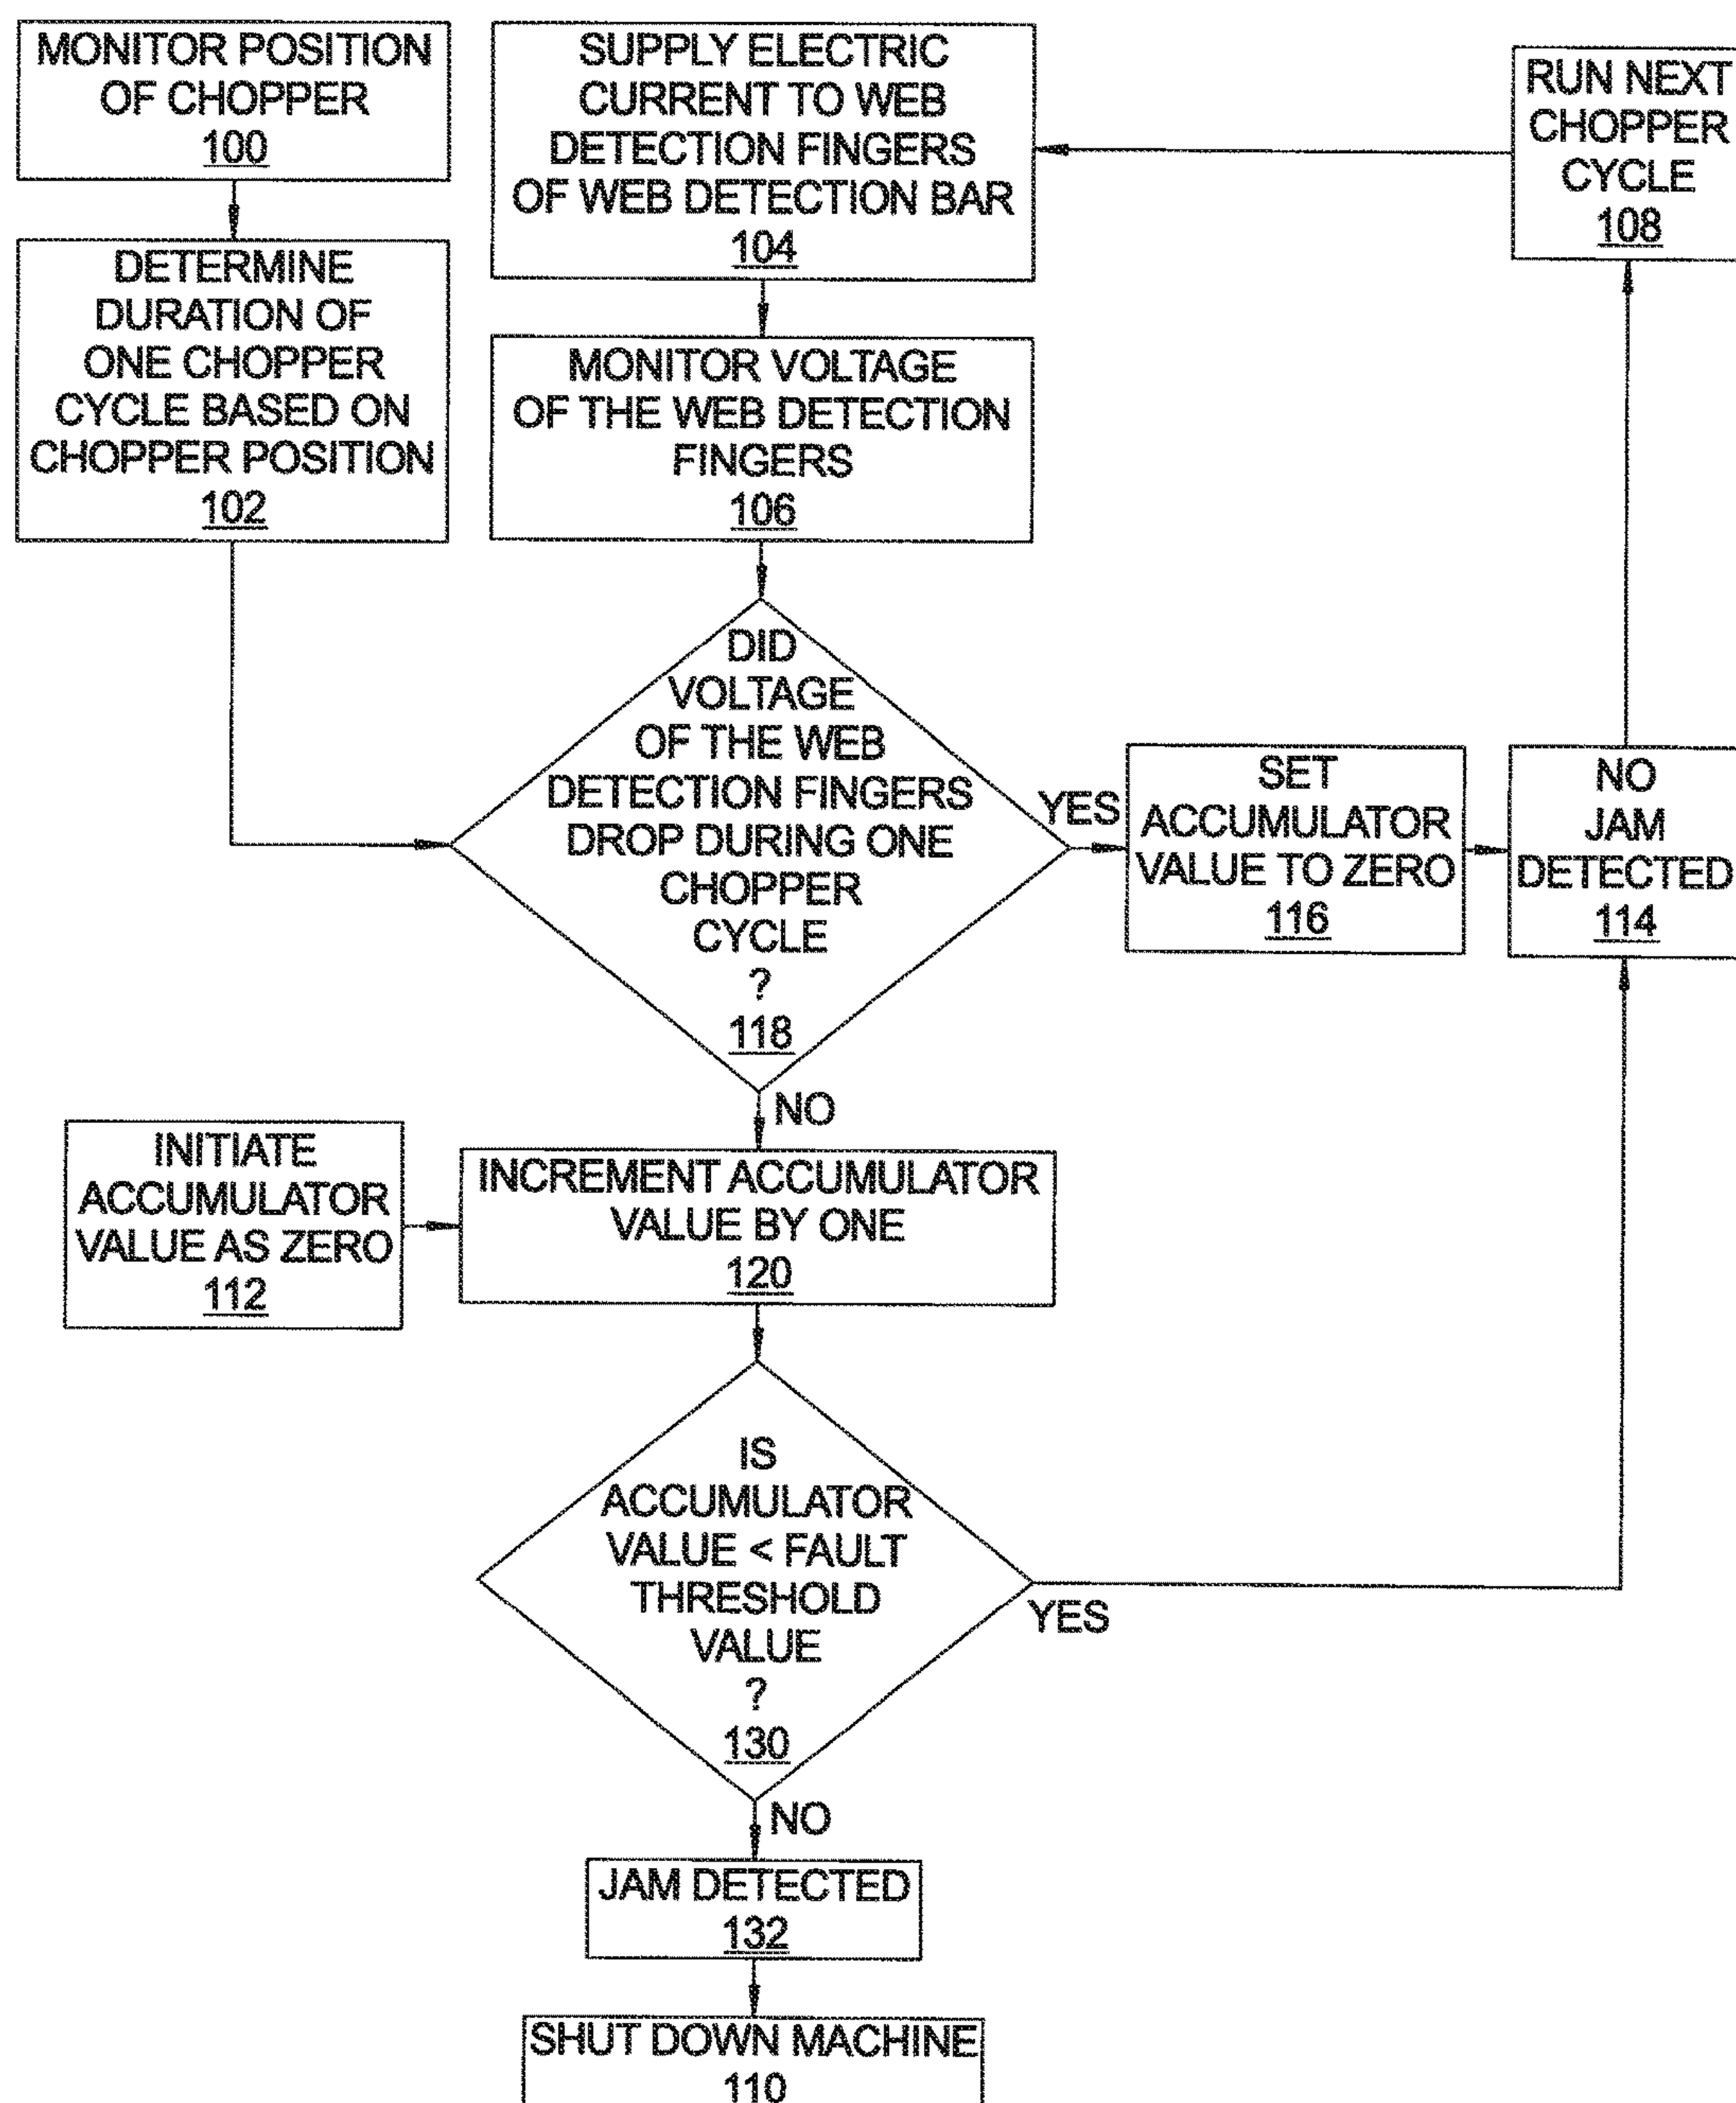 MONITOR POSITION
OF CHOPPER
100
DETERMINE
DURATION OF
ONE CHOPPER
CYCLE BASED ON
CHOPPER POSITION
102
SUPPLY ELECTRIC
CURRENT TO WEB
DETECTION FINGERS
OF WEB DETECTION BAR
104
MONITOR VOLTAGE
OF THE WEB DETECTION
FINGERS
106
RUN NEXT
CHOPPER
CYCLE
108
DID
VOLTAGE
OF THE WEB
DETECTION FINGERS
DROP DURING ONE
CHOPPER
CYCLE
?
118
YES
SET
ACCUMULATOR
VALUE TO ZERO
116
NO
JAM
DETECTED
114
NO
INITIATE
ACCUMULATOR
VALUE AS ZERO
112
INCREMENT ACCUMULATOR
VALUE BY ONE
120
IS
ACCUMULATOR
VALUE < FAULT
THRESHOLD
VALUE
?
130
YES
NO
JAM DETECTED
132
SHUT DOWN MACHINE
110